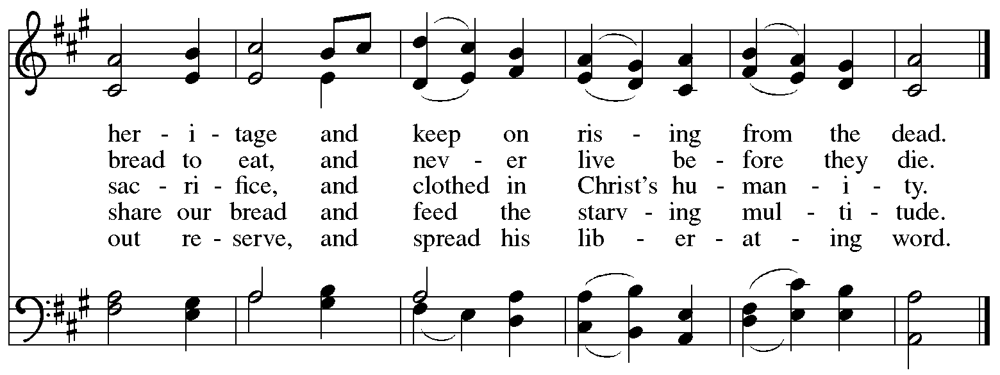 her - i - tage and keep on ris - ing from the dead.
bread to eat, and nev - er live be - fore they die.
sac - ri - fice, and clothed in Christ's hu - man - i - ty.
share our bread and feed the starv - ing mul - ti - tude.
out re - serve, and spread his lib - er - at - ing word.